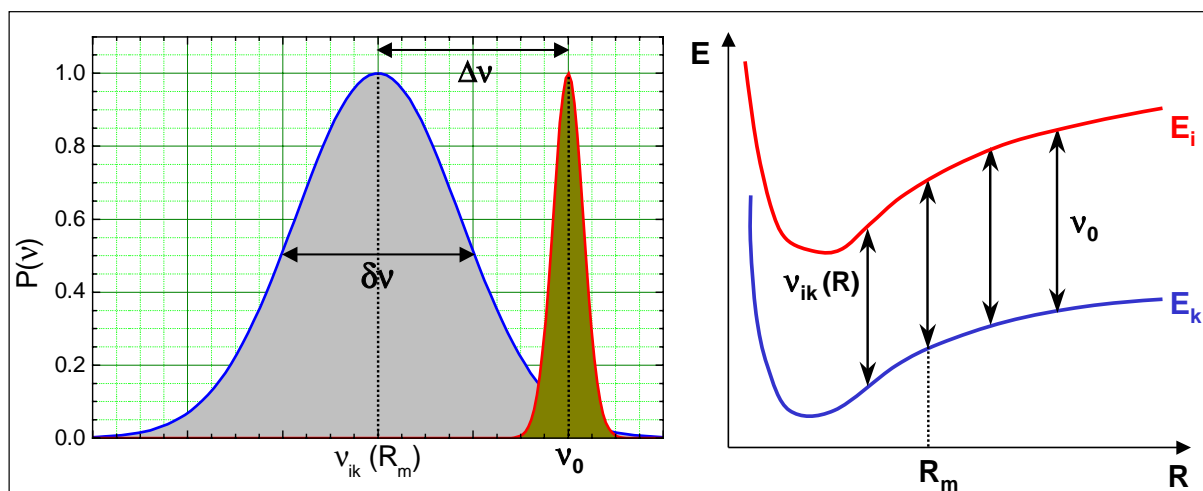 Δν
1.0
0.8
0.6
0.4
0.2
0.0
P(ν)
δν
ν_ik (R_m)
ν_0
E
E_i
ν_0
ν_ik (R)
E_k
R_m
R